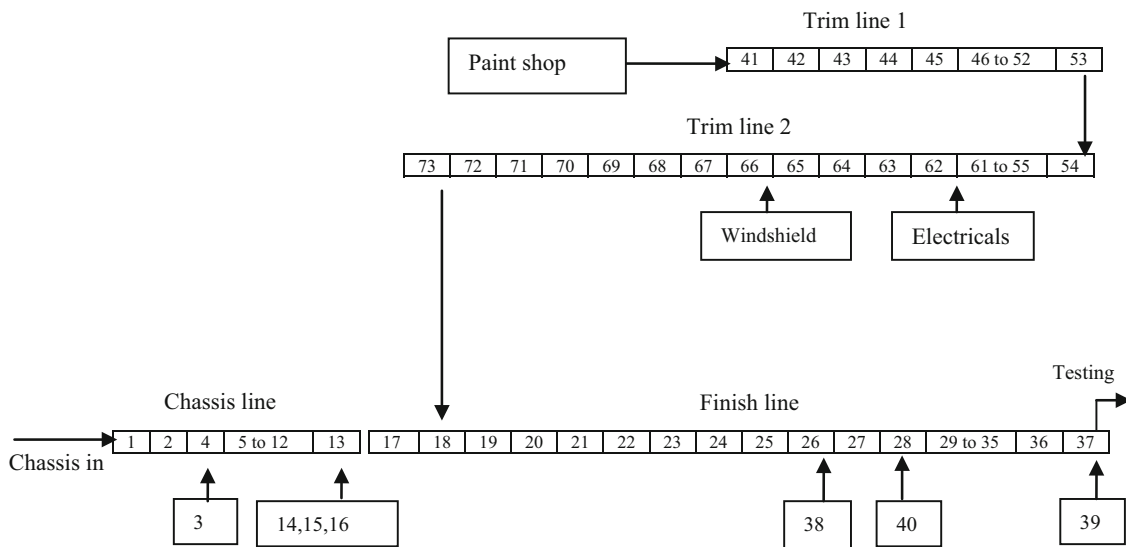 Trim line 1
Paint shop
41 42 43 44 45 46 to 52 53
Trim line 2
73 72 71 70 69 68 67 66 65 64 63 62 61 to 55 54
Windshield Electricals
Testing
Chassis line Finish line
1 2 4 5 to 12 13 17 18 19 20 21 22 23 24 25 26 27 28 29 to 35 36 37
Chassis in
3 14,15,16 38 40 39